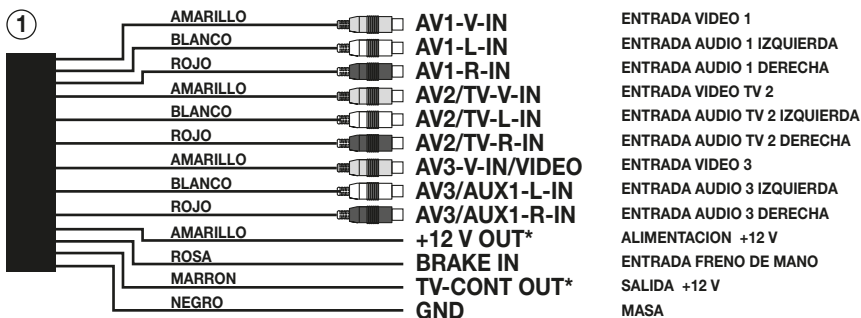 1
AMARILLO AV1-V-IN ENTRADA VIDEO 1
BLANCO AV1-L-IN ENTRADA AUDIO 1 IZQUIERDA
ROJO AV1-R-IN ENTRADA AUDIO 1 DERECHA
AMARILLO AV2/TV-V-IN ENTRADA VIDEO TV 2
BLANCO AV2/TV-L-IN ENTRADA AUDIO TV 2 IZQUIERDA
ROJO AV2/TV-R-IN ENTRADA AUDIO TV 2 DERECHA
AMARILLO AV3-V-IN/VIDEO ENTRADA VIDEO 3
BLANCO AV3/AUX1-L-IN ENTRADA AUDIO 3 IZQUIERDA
ROJO AV3/AUX1-R-IN ENTRADA AUDIO 3 DERECHA
AMARILLO +12 V OUT* ALIMENTACION +12 V
ROSA BRAKE IN ENTRADA FRENO DE MANO
MARRON TV-CONT OUT* SALIDA +12 V
NEGRO GND MASA